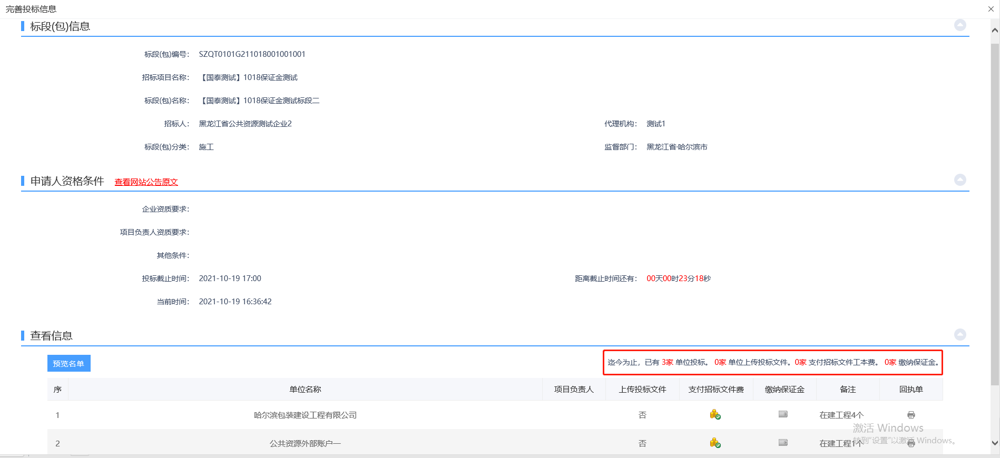 完善投标信息
标段(包)信息
标段(包)编号： SZQT0101G211018001001001
招标项目名称： 【国泰测试】1018保证金测试
标段(包)名称： 【国泰测试】1018保证金测试标段二
招标人： 黑龙江省公共资源测试企业2 代理机构： 测试1
标段(包)分类： 施工 监督部门： 黑龙江省·哈尔滨市
申请人资格条件 查看网站公告原文
企业资质要求：
项目负责人资质要求：
其他条件：
投标截止时间： 2021-10-19 17:00 距离截止时间还有： 00天00时23分18秒
当前时间： 2021-10-19 16:36:42
查看信息
预览名单 迄今为止，已有 3家 单位投标。 0家 单位上传投标文件。0家 支付招标文件工本费。 0家 缴纳保证金。
序 单位名称 项目负责人 上传投标文件 支付招标文件费 缴纳保证金 备注 回执单
1 哈尔滨包装建设工程有限公司 否 在建工程4个
激活 Windows
2 公共资源外部账户一 否 在建工程1个
转到"设置"以激活 Windows。